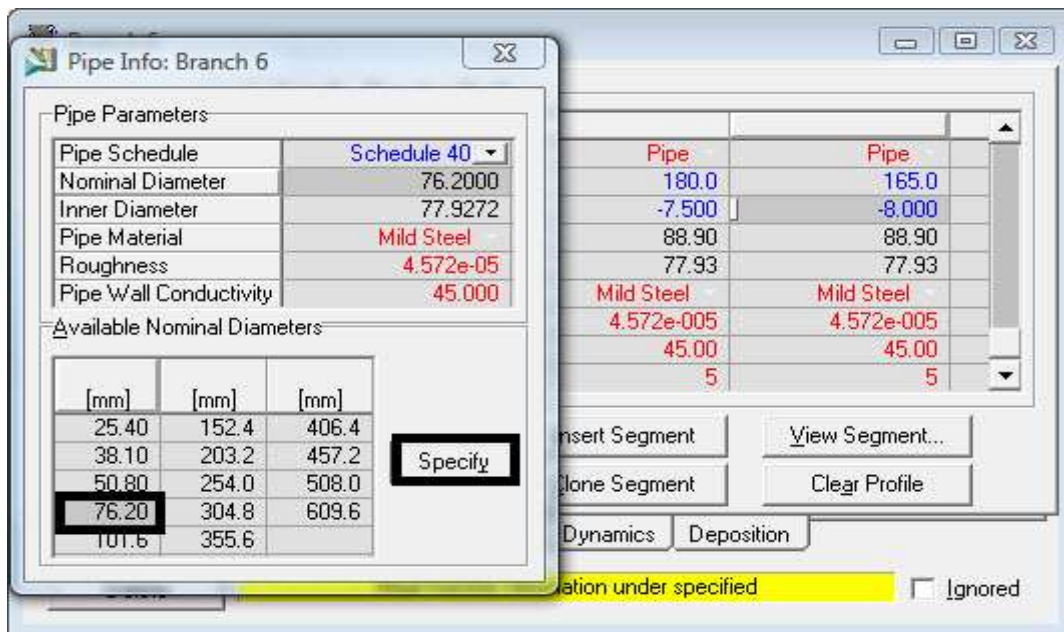 Pipe Info: Branch 6
Pipe Parameters
Pipe Schedule Schedule 40
Nominal Diameter 76.2000
Inner Diameter 77.9272
Pipe Material Mild Steel
Roughness 4.572e-05
Pipe Wall Conductivity 45.000
Available Nominal Diameters
[mm] [mm] [mm]
25.40 152.4 406.4
38.10 203.2 457.2
50.80 254.0 508.0
76.20 304.8 609.6
101.6 355.6
Specify
Pipe Pipe
180.0 165.0
-7.500 -8.000
88.90 88.90
77.93 77.93
Mild Steel Mild Steel
4.572e-005 4.572e-005
45.00 45.00
5 5
nsert Segment View Segment...
lone Segment Clear Profile
Dynamics Deposition
ation under specified Ignored